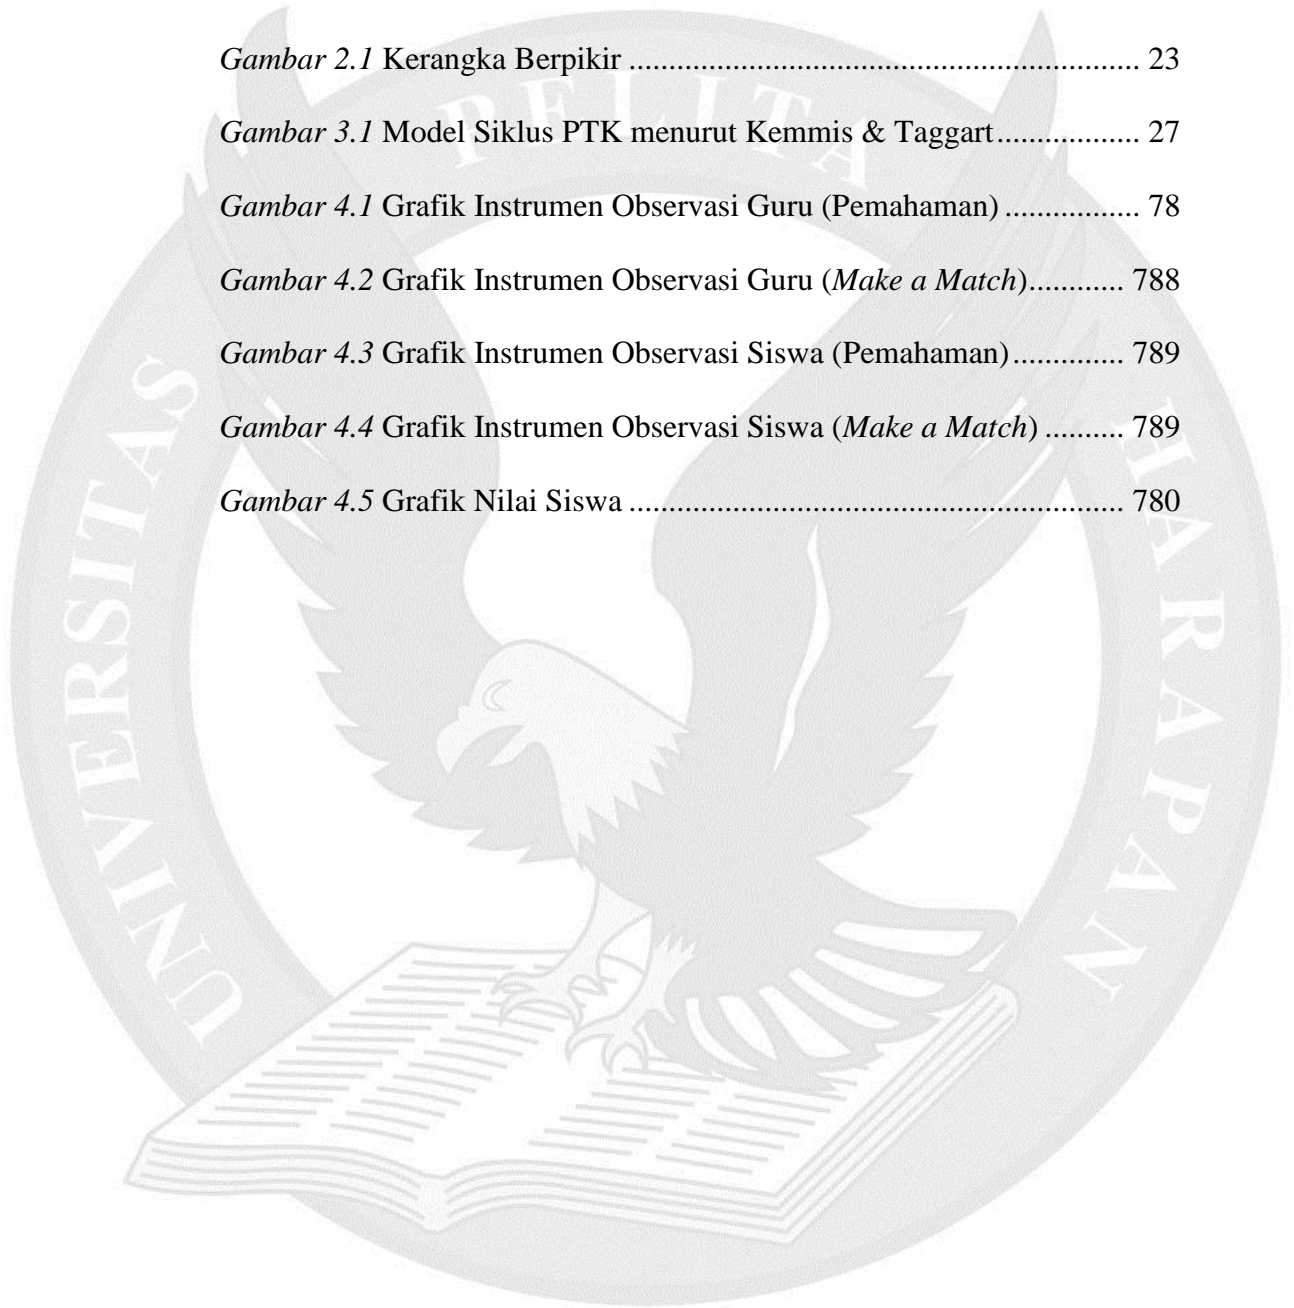 Gambar 2.1 Kerangka Berpikir ............................................................... 23
Gambar 3.1 Model Siklus PTK menurut Kemmis & Taggart .................. 27
Gambar 4.1 Grafik Instrumen Observasi Guru (Pemahaman) ................. 78
Gambar 4.2 Grafik Instrumen Observasi Guru (Make a Match)............ 788
Gambar 4.3 Grafik Instrumen Observasi Siswa (Pemahaman).............. 789
Gambar 4.4 Grafik Instrumen Observasi Siswa (Make a Match) .......... 789
Gambar 4.5 Grafik Nilai Siswa ............................................................. 780
UNIVERSITAS PELITA HARAPAN